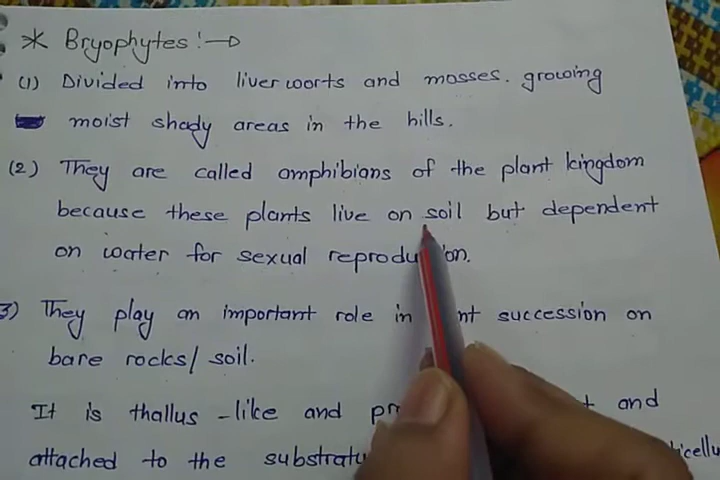 * Bryophytes :→
(1) Divided into liver worts and mosses. growing
moist shady areas in the hills.
(2) They are called amphibians of the plant kingdom
because these plants live on soil but dependent
on water for sexual reprodu on.
3) They play an important role in nt succession on
bare rocks/ soil.
It is thallus -like and and
attached to the